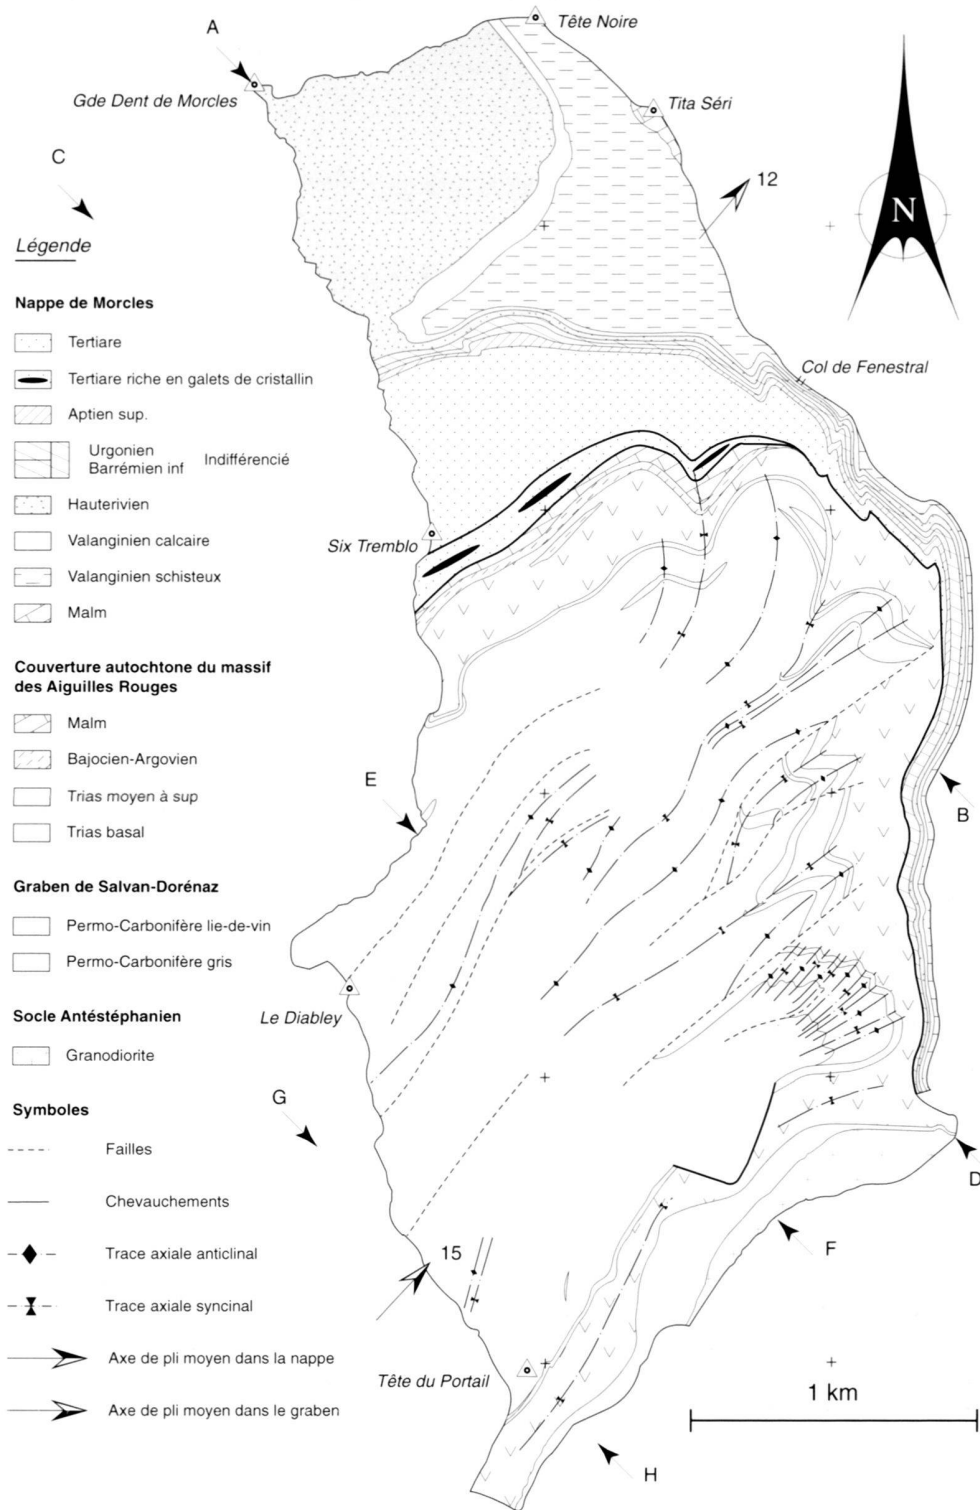 A
Tête Noire
Gde Dent de Morcles
Tita Séri
C
12
N
Légende
Nappe de Morcles
Tertiaire
Tertiaire riche en galets de cristallin
Aptien sup.
Urgonien
Barrémien inf
Indifférencié
Hauterivien
Valanginien calcaire
Valanginien schisteux
Malm
Col de Fenestral
Six Tremblo
Couverture autochtone du massif
des Aiguilles Rouges
Malm
Bajocien-Argovien
Trias moyen à sup
Trias basal
E
B
Graben de Salvan-Dorénaz
Permo-Carbonifère lie-de-vin
Permo-Carbonifère gris
Le Diabley
Socle Antéstéphanien
Granodiorite
G
Symboles
Failles
Chevauchements
Trace axiale anticlinal
Trace axiale syncinal
Axe de pli moyen dans la nappe
Axe de pli moyen dans le graben
D
F
15
Tête du Portail
1 km
H